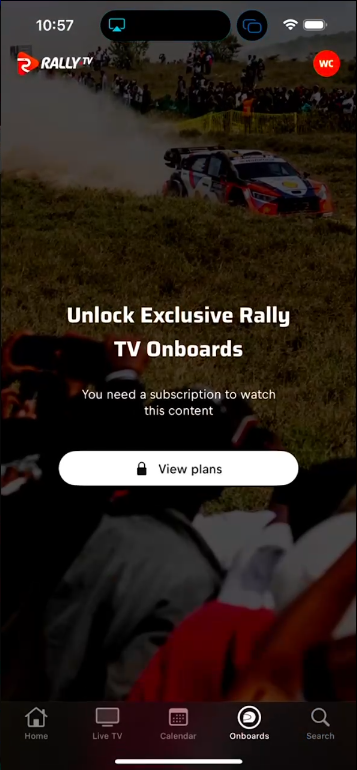 10:57
RALLY TV
WC
Unlock Exclusive Rally
TV Onboards
You need a subscription to watch
this content
View plans
Home
Live TV
Calendar
Onboards
Search